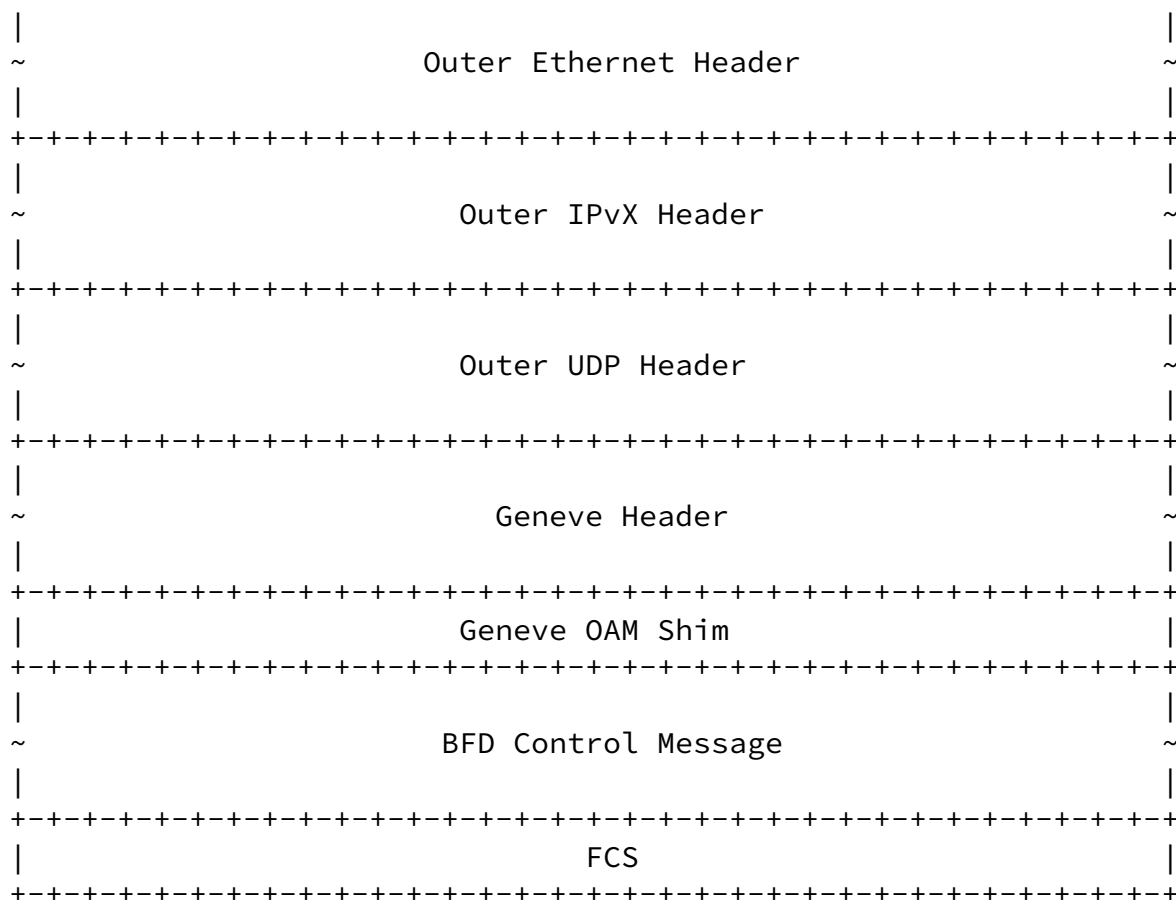 |                                                               |
~                      Outer Ethernet Header                    ~
|                                                               |
+-+-+-+-+-+-+-+-+-+-+-+-+-+-+-+-+-+-+-+-+-+-+-+-+-+-+-+-+-+-+-+-+
|                                                               |
~                        Outer IPvX Header                      ~
|                                                               |
+-+-+-+-+-+-+-+-+-+-+-+-+-+-+-+-+-+-+-+-+-+-+-+-+-+-+-+-+-+-+-+-+
|                                                               |
~                        Outer UDP Header                       ~
|                                                               |
+-+-+-+-+-+-+-+-+-+-+-+-+-+-+-+-+-+-+-+-+-+-+-+-+-+-+-+-+-+-+-+-+
|                                                               |
~                          Geneve Header                        ~
|                                                               |
+-+-+-+-+-+-+-+-+-+-+-+-+-+-+-+-+-+-+-+-+-+-+-+-+-+-+-+-+-+-+-+-+
|                        Geneve OAM Shim                        |
+-+-+-+-+-+-+-+-+-+-+-+-+-+-+-+-+-+-+-+-+-+-+-+-+-+-+-+-+-+-+-+-+
|                                                               |
~                       BFD Control Message                     ~
|                                                               |
+-+-+-+-+-+-+-+-+-+-+-+-+-+-+-+-+-+-+-+-+-+-+-+-+-+-+-+-+-+-+-+-+
|                               FCS                             |
+-+-+-+-+-+-+-+-+-+-+-+-+-+-+-+-+-+-+-+-+-+-+-+-+-+-+-+-+-+-+-+-+